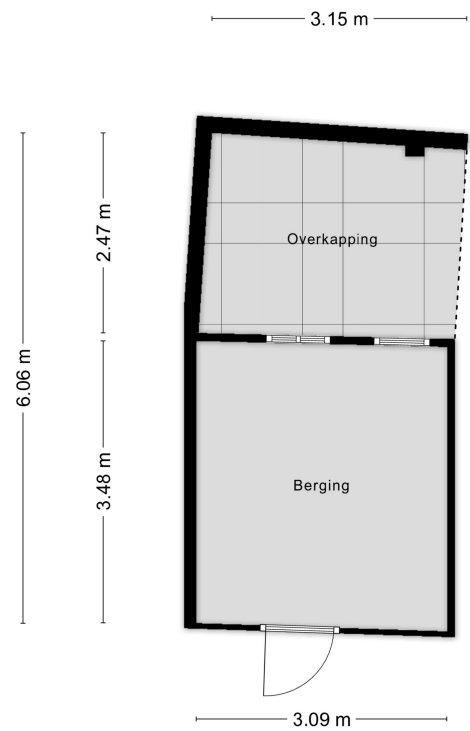 3.15 m
Overkapping
2.47 m
6.06 m
3.48 m
Berging
3.09 m